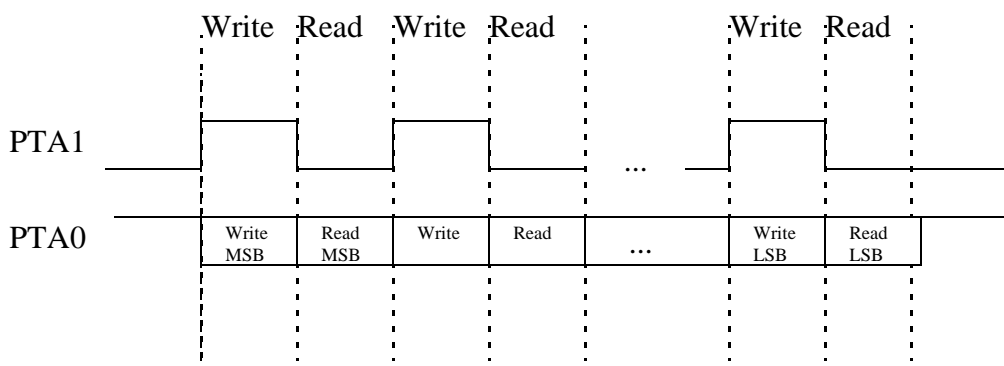 Write Read Write Read Write Read
PTA1
...
PTA0
Write Read Write Read Write Read
MSB MSB ... LSB LSB